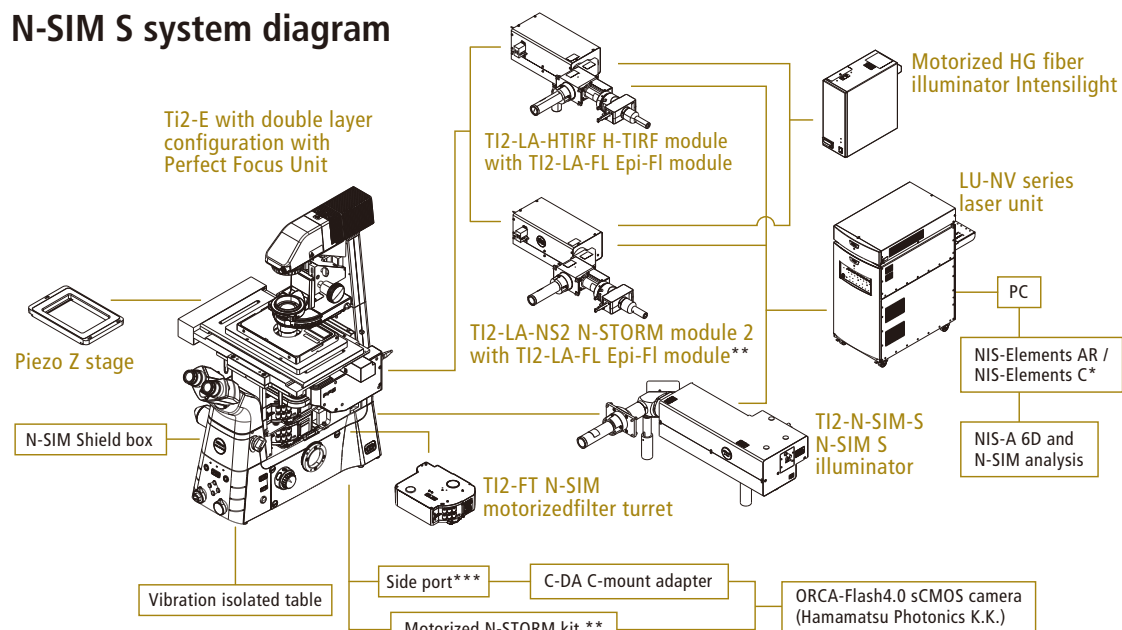 N-SIM S system diagram
Ti2-E with double layer
configuration with
Perfect Focus Unit
TI2-LA-HTIRF H-TIRF module
with TI2-LA-FL Epi-Fl module
Motorized HG fiber
illuminator Intensilight
LU-NV series
laser unit
Piezo Z stage
TI2-LA-NS2 N-STORM module 2
with TI2-LA-FL Epi-Fl module**
PC
NIS-Elements AR /
NIS-Elements C*
NIS-A 6D and
N-SIM analysis
N-SIM Shield box
TI2-N-SIM-S
N-SIM S
illuminator
TI2-FT N-SIM
motorizedfilter turret
Vibration isolated table
Side port***
C-DA C-mount adapter
ORCA-Flash4.0 sCMOS camera
(Hamamatsu Photonics K.K.)
Motorized N-STORM kit **